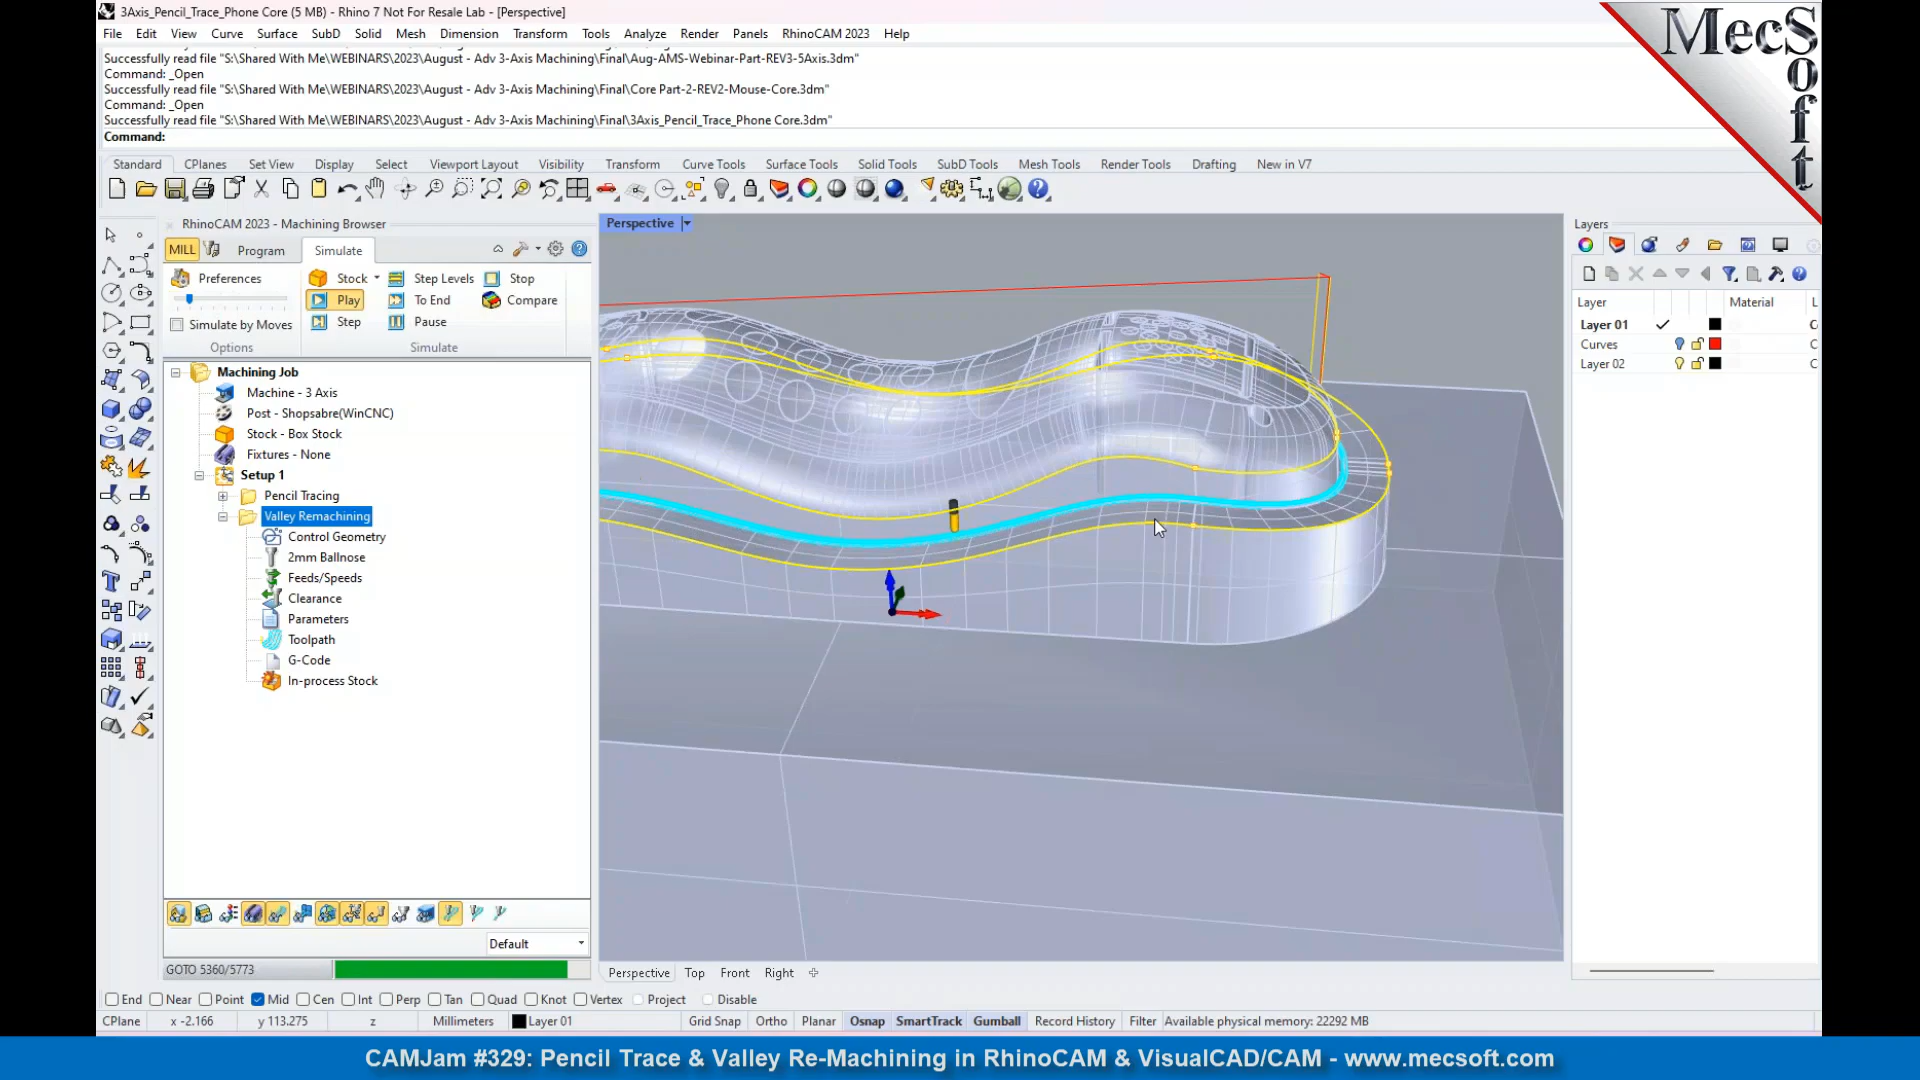 3Axis_Pencil_Trace_Phone Core (5 MB) - Rhino 7 Not For Resale Lab - [Perspective]
File Edit View Curve Surface SubD Solid Mesh Dimension Transform Tools Analyze Render Panels RhinoCAM 2023 Help
Successfully read file "S:\Shared With Me\WEBINARS\2023\August - Adv 3-Axis Machining\Final\Aug-AMS-Webinar-Part-REV3-5Axis.3dm"
Command: _Open
Successfully read file "S:\Shared With Me\WEBINARS\2023\August - Adv 3-Axis Machining\Final\Core Part-2-REV2-Mouse-Core.3dm"
Command: _Open
Successfully read file "S:\Shared With Me\WEBINARS\2023\August - Adv 3-Axis Machining\Final\3Axis_Pencil_Trace_Phone Core.3dm"
Command:
MecSoft
Standard CPlanes Set View Display Select Viewport Layout Visibility Transform Curve Tools Surface Tools Solid Tools SubD Tools Mesh Tools Render Tools Drafting New in V7
RhinoCAM 2023 - Machining Browser
MILL Program Simulate
Preferences Stock Step Levels Stop
Play To End Compare
Simulate by Moves Step Pause
Options Simulate
Machining Job
Machine - 3 Axis
Post - Shopsabre(WinCNC)
Stock - Box Stock
Fixtures - None
Setup 1
Pencil Tracing
Valley Remachining
Control Geometry
2mm Ballnose
Feeds/Speeds
Clearance
Parameters
Toolpath
G-Code
In-process Stock
Default
GOTO 5360/5773
Perspective
Layers
Layer Material L
Layer 01 C
Curves C
Layer 02 C
Perspective Top Front Right
End Near Point Mid Cen Int Perp Tan Quad Knot Vertex Project Disable
CPlane x -2.166 y 113.275 z Millimeters Layer 01 Grid Snap Ortho Planar Osnap SmartTrack Gumball Record History Filter Available physical memory: 22292 MB
CAMJam #329: Pencil Trace & Valley Re-Machining in RhinoCAM & VisualCAD/CAM - www.mecsoft.com